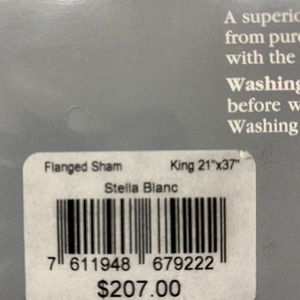 A superio
from pure
with the
Washing
before w
Washing
Flanged Sham King 21"x37"
Stella Blanc
7 611948 679222
$207.00